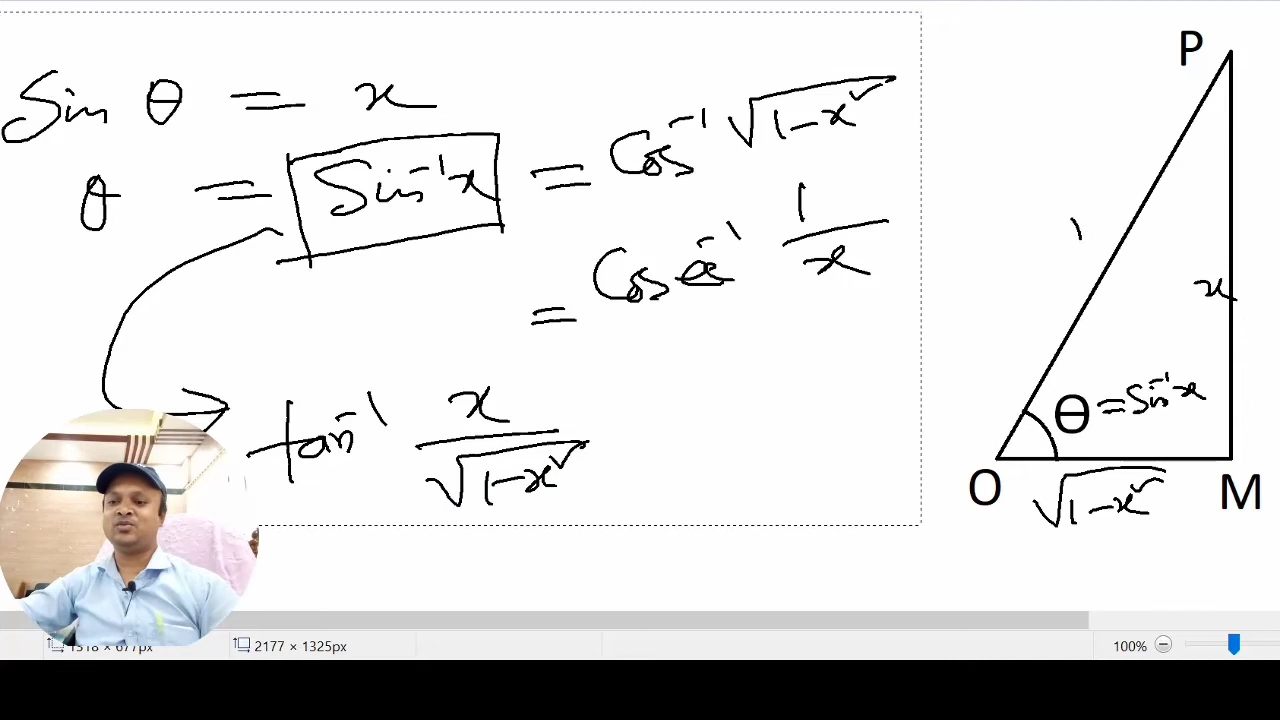 Sin θ = x
θ = Sin⁻¹x = Cos⁻¹ √(1-x²)
= Cosec⁻¹ 1/x
tan⁻¹ x/√(1-x²)
P
1
x
θ = Sin⁻¹x
O
M
√(1-x²)
2177 × 1325px
100%